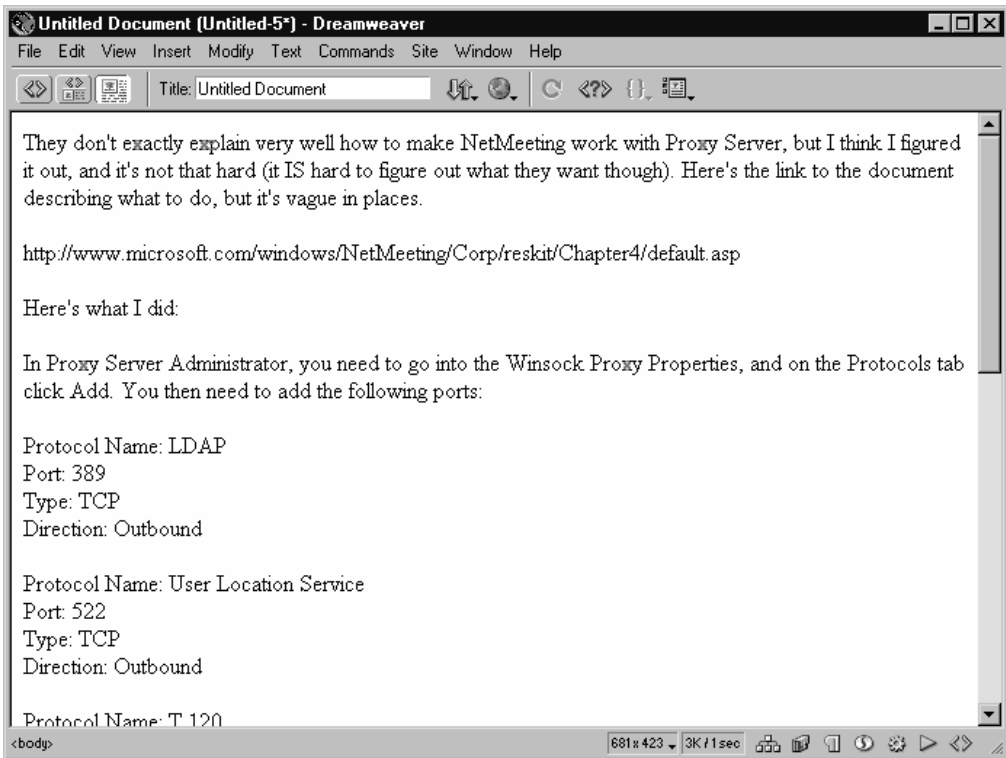 Untitled Document (Untitled-5*) - Dreamweaver
File Edit View Insert Modify Text Commands Site Window Help
Title: Untitled Document
They don't exactly explain very well how to make NetMeeting work with Proxy Server, but I think I figured
it out, and it's not that hard (it IS hard to figure out what they want though). Here's the link to the document
describing what to do, but it's vague in places.
http://www.microsoft.com/windows/NetMeeting/Corp/reskit/Chapter4/default.asp
Here's what I did:
In Proxy Server Administrator, you need to go into the Winsock Proxy Properties, and on the Protocols tab
click Add. You then need to add the following ports:
Protocol Name: LDAP
Port: 389
Type: TCP
Direction: Outbound
Protocol Name: User Location Service
Port: 522
Type: TCP
Direction: Outbound
Protocol Name: T.120
<body>
681 x 423
3K / 1 sec